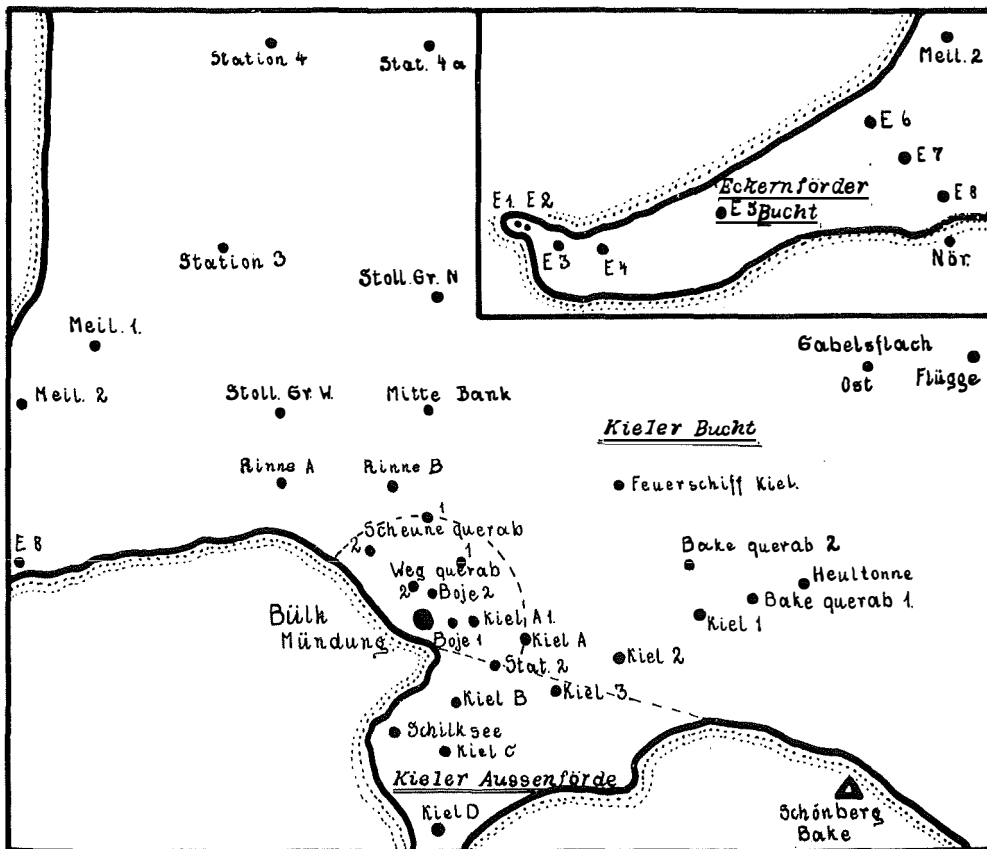 Station 4
Stat. 4a
Meil. 2
E 6
E 7
E 8
Eckernförder
Bucht
E 5
E 1 E 2
E 3
E 4
Nör.
Station 3
Stoll. Gr. N
Meil. 1.
Meil. 2
Stoll. Gr. W.
Mitte Bank
Gabelsflach
Ost
Flügge
Kieler Bucht
Rinne A
Rinne B
Feuerschiff Kiel.
1
Scheune querab
2
1
E 8
Weg querab
2
Boje 2
Bake querab 2
Heultonne
Bake querab 1.
Kiel 1
Bülk
Mündung
Boje 1
Kiel A 1.
Kiel A
Stat. 2
Kiel 2
Kiel 3
Kiel B
Schilksee
Kiel C
Kieler Aussenförde
Kiel D
Schönberg
Bake